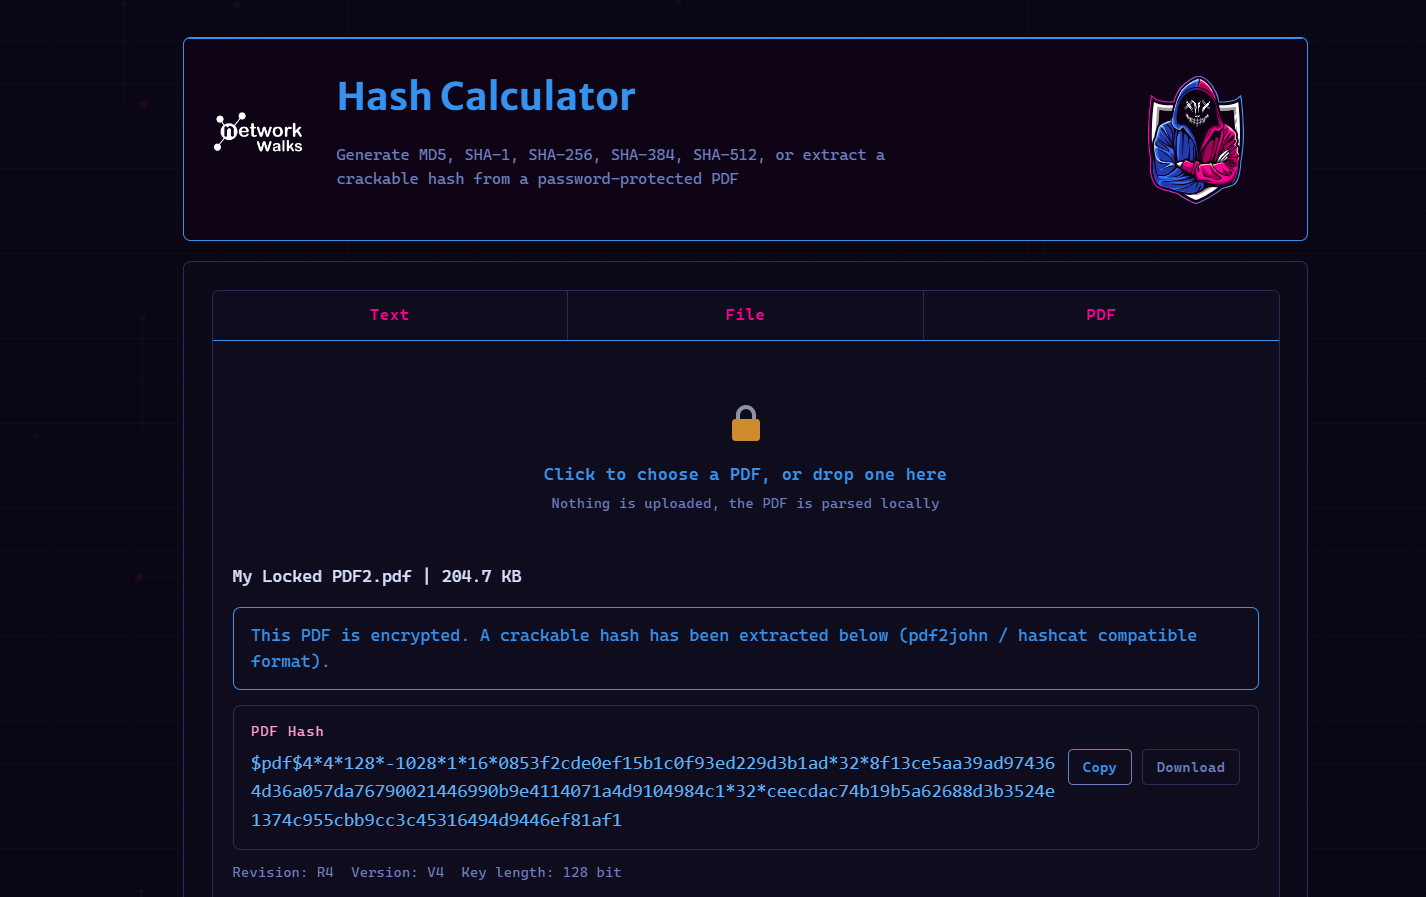 network
Walks
Hash Calculator
Generate MD5, SHA-1, SHA-256, SHA-384, SHA-512, or extract a
crackable hash from a password-protected PDF
Text
File
PDF
Click to choose a PDF, or drop one here
Nothing is uploaded, the PDF is parsed locally
My Locked PDF2.pdf | 204.7 KB
This PDF is encrypted. A crackable hash has been extracted below (pdf2john / hashcat compatible
format).
PDF Hash
$pdf$4*4*128*-1028*1*16*0853f2cde0ef15b1c0f93ed229d3b1ad*32*8f13ce5aa39ad97436
4d36a057da76790021446990b9e4114071a4d9104984c1*32*ceecdac74b19b5a62688d3b3524e
1374c955cbb9cc3c45316494d9446ef81af1
Copy
Download
Revision: R4 Version: V4 Key length: 128 bit